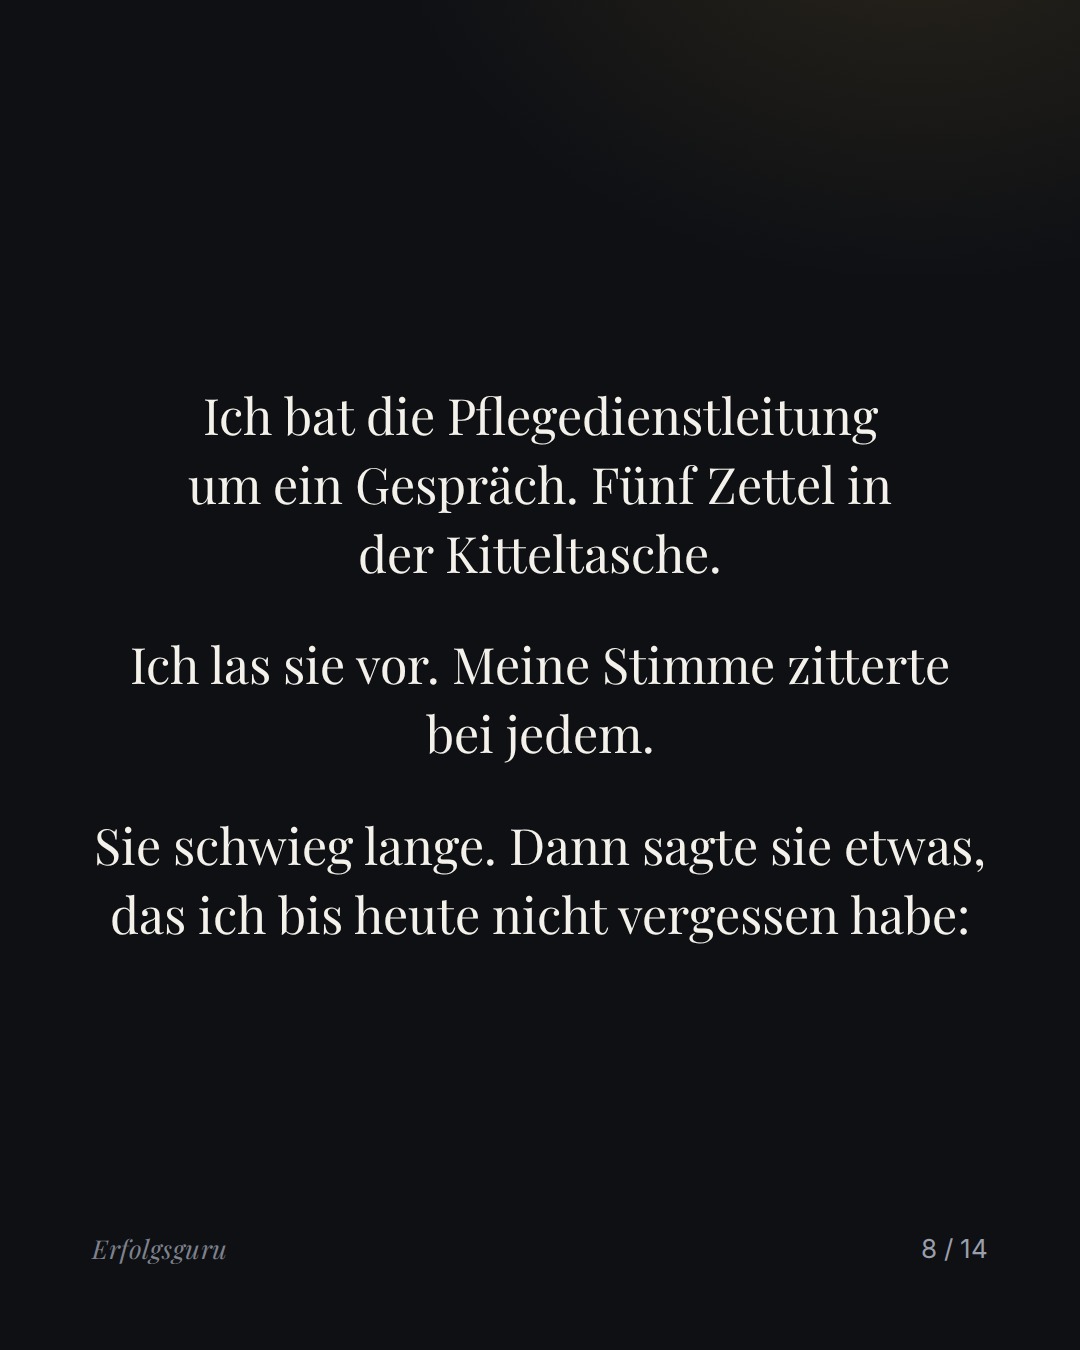 Ich bat die Pflegedienstleitung
um ein Gespräch. Fünf Zettel in
der Kitteltasche.
Ich las sie vor. Meine Stimme zitterte
bei jedem.
Sie schwieg lange. Dann sagte sie etwas,
das ich bis heute nicht vergessen habe:
Erfolgsguru
8 / 14